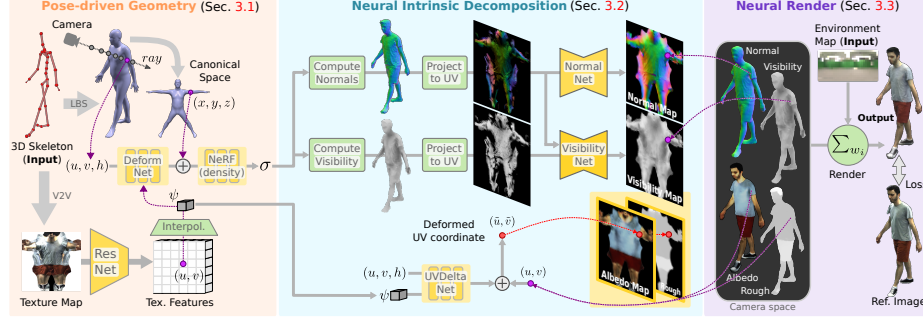 Pose-driven Geometry (Sec. 3.1)
Camera
ray
LBS
Canonical
Space
(x, y, z)
3D Skeleton
(Input)
(u, v, h)
Deform
Net
NeRF
(density)
σ
V2V
ψ
Interpol.
Res
Net
(u, v)
Texture Map
Tex. Features
Neural Intrinsic Decomposition (Sec. 3.2)
Compute
Normals
Project
to UV
Normal
Net
Normal Map
Compute
Visibility
Project
to UV
Visibility
Net
Visibility Map
Deformed
UV coordinate
(ũ, ṽ)
(u, v, h)
ψ
UVDelta
Net
(u, v)
Albedo Map
Rough
Neural Render (Sec. 3.3)
Normal
Visibility
Environment
Map (Input)
Output
∑ wᵢ
Render
Loss
Albedo
Rough
Camera space
Ref. Image